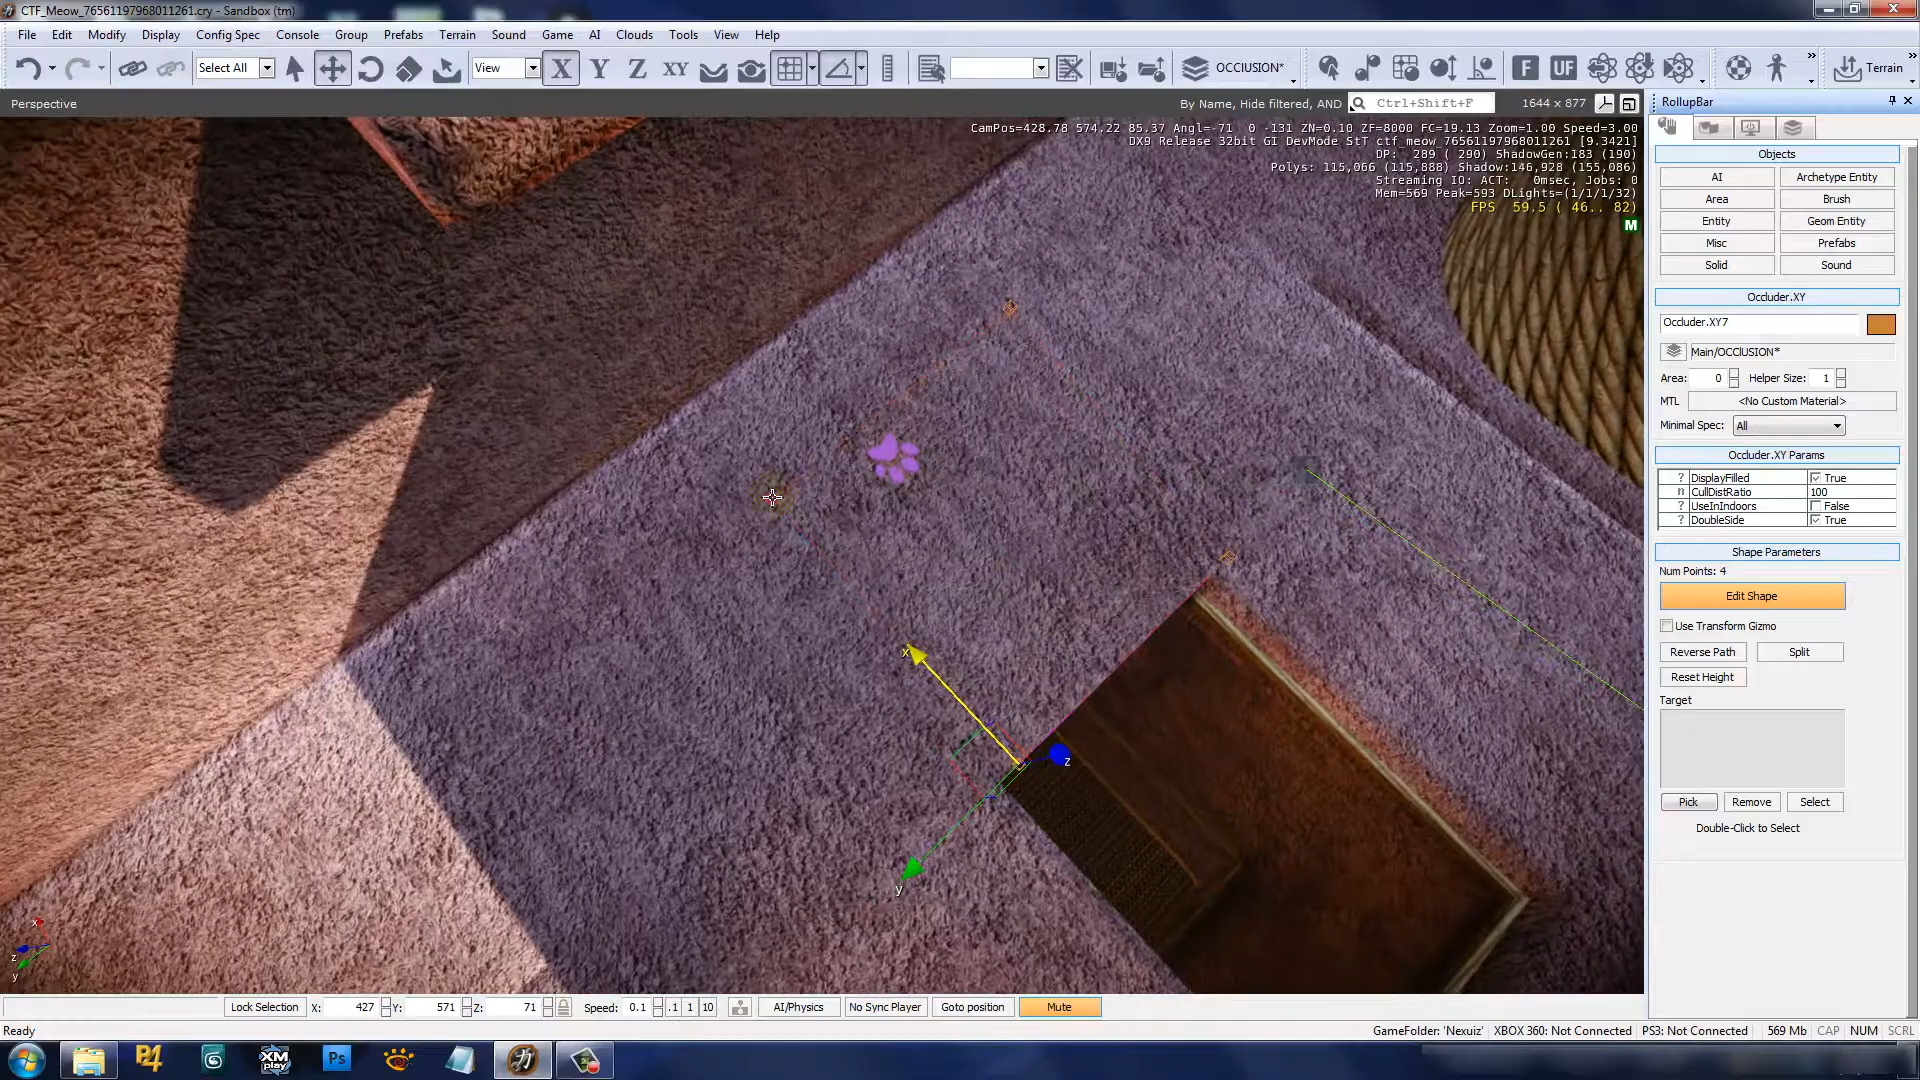 CTF_Meow_76561197968011261.cry - Sandbox (tm)
File Edit Modify Display Config Spec Console Group Prefabs Terrain Sound Game AI Clouds Tools View Help
Select All View X Y Z XY OCCLUSION* F UF Terrain
Perspective By Name, Hide filtered, AND Ctrl+Shift+F 1644 x 877
CamPos=428.78 574.22 85.37 Angl=-71 0 -131 ZN=0.10 ZF=8000 FC=19.13 Zoom=1.00 Speed=3.00
DX9 Release 32bit GI DevMode StT ctf_meow_76561197968011261 [9.3421]
DP: 289 ( 290) ShadowGen:183 (190)
Polys: 115,066 (115,888) Shadow:146,928 (155,086)
Streaming IO: ACT: 0msec, Jobs: 0
Mem=569 Peak=593 DLights=(1/1/1/32)
FPS 59.5 ( 46.. 82)
M
x
z
y
x
z
y
RollupBar
Objects
AI Archetype Entity
Area Brush
Entity Geom Entity
Misc Prefabs
Solid Sound
Occluder.XY
Occluder.XY7
Main/OCClUSION*
Area: 0 Helper Size: 1
MTL <No Custom Material>
Minimal Spec: All
Occluder.XY Params
? DisplayFilled True
n CullDistRatio 100
? UseInIndoors False
? DoubleSide True
Shape Parameters
Num Points: 4
Edit Shape
Use Transform Gizmo
Reverse Path Split
Reset Height
Target
Pick Remove Select
Double-Click to Select
Lock Selection X: 427 Y: 571 Z: 71 Speed: 0.1 .1 1 10 AI/Physics No Sync Player Goto position Mute
Ready GameFolder: 'Nexuiz' XBOX 360: Not Connected PS3: Not Connected 569 Mb CAP NUM SCRL
P4 XM play Ps